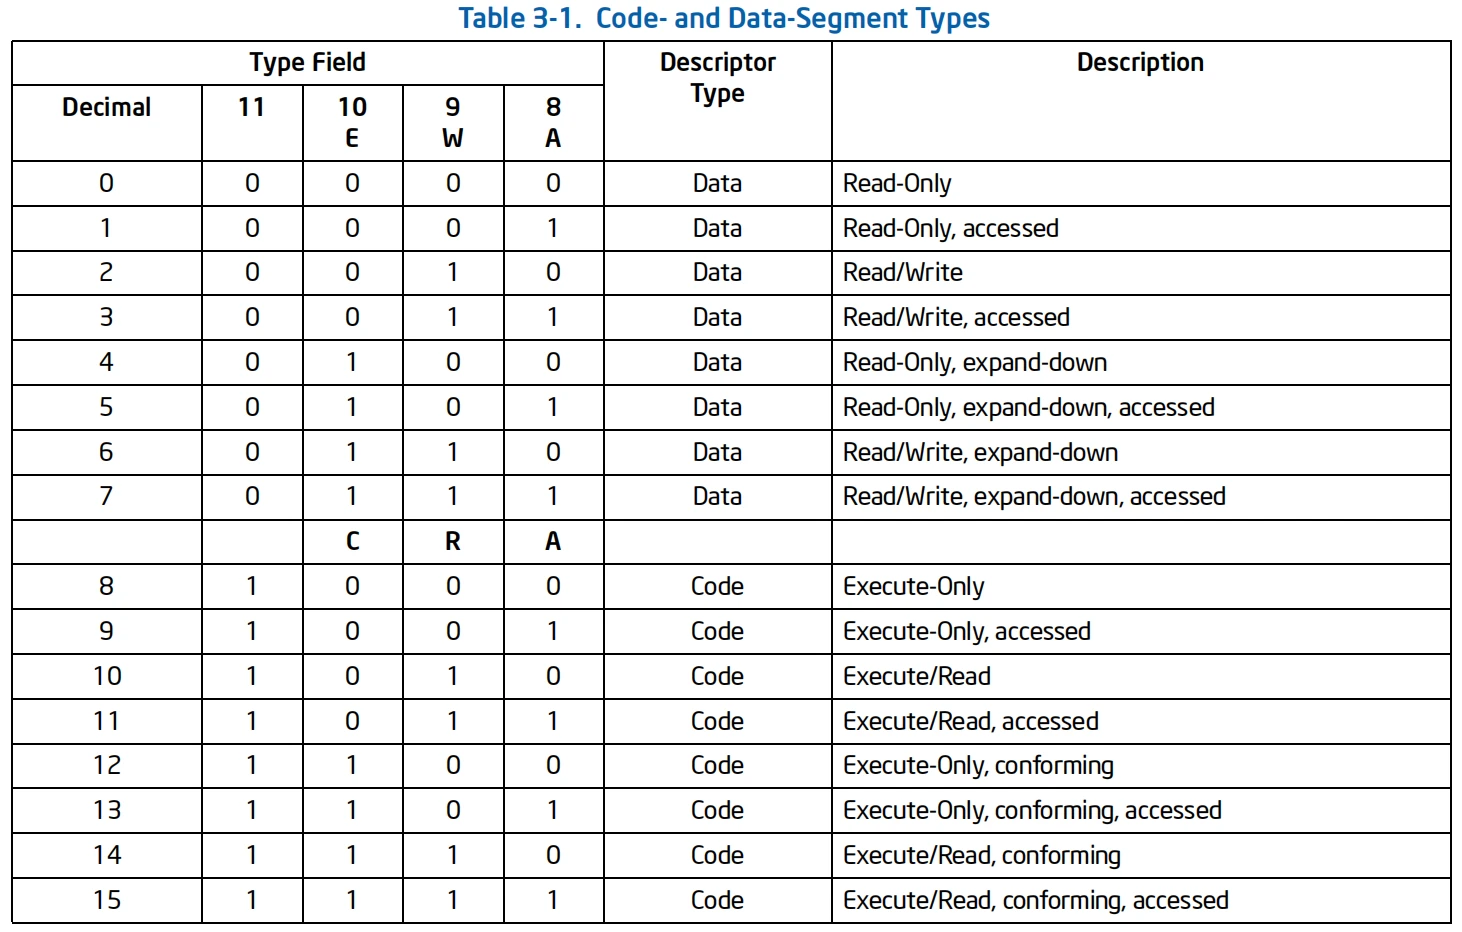 Table 3-1. Code- and Data-Segment Types
Type Field Descriptor Type Description
Decimal 11 10 E 9 W 8 A
0 0 0 0 0 Data Read-Only
1 0 0 0 1 Data Read-Only, accessed
2 0 0 1 0 Data Read/Write
3 0 0 1 1 Data Read/Write, accessed
4 0 1 0 0 Data Read-Only, expand-down
5 0 1 0 1 Data Read-Only, expand-down, accessed
6 0 1 1 0 Data Read/Write, expand-down
7 0 1 1 1 Data Read/Write, expand-down, accessed
C R A
8 1 0 0 0 Code Execute-Only
9 1 0 0 1 Code Execute-Only, accessed
10 1 0 1 0 Code Execute/Read
11 1 0 1 1 Code Execute/Read, accessed
12 1 1 0 0 Code Execute-Only, conforming
13 1 1 0 1 Code Execute-Only, conforming, accessed
14 1 1 1 0 Code Execute/Read, conforming
15 1 1 1 1 Code Execute/Read, conforming, accessed